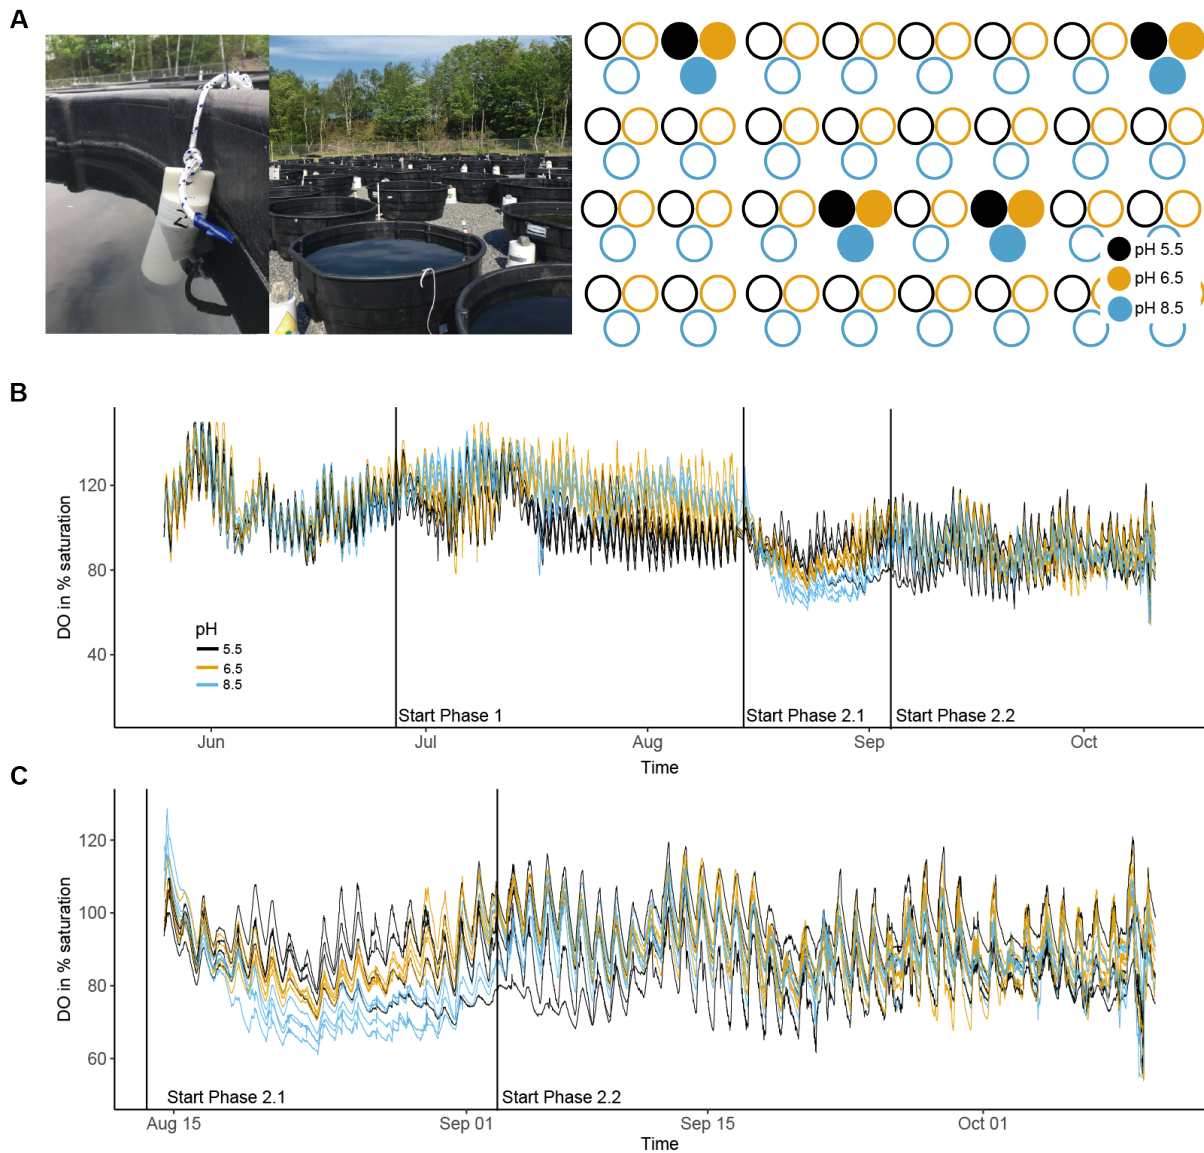 A
pH 5.5
pH 6.5
pH 8.5
B
DO in % saturation
120
80
40
pH
5.5
6.5
8.5
Start Phase 1
Start Phase 2.1
Start Phase 2.2
Jun
Jul
Aug
Sep
Oct
Time
C
DO in % saturation
120
100
80
60
Start Phase 2.1
Start Phase 2.2
Aug 15
Sep 01
Sep 15
Oct 01
Time